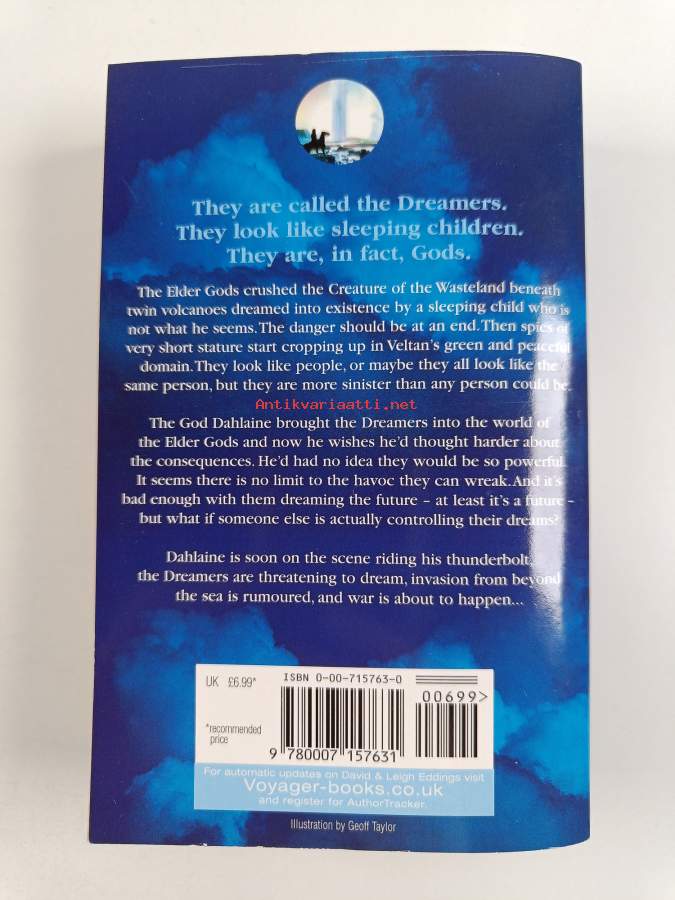 They are called the Dreamers.
They look like sleeping children.
They are, in fact, Gods.
The Elder Gods crushed the Creature of the Wasteland beneath
twin volcanoes dreamed into existence by a sleeping child who is
not what he seems. The danger should be at an end. Then spies of
very short stature start cropping up in Veltan's green and peaceful
domain. They look like people, or maybe they all look like the
same person, but they are more sinister than any person could be.
Antikvariaatti.net
The God Dahlaine brought the Dreamers into the world of
the Elder Gods and now he wishes he'd thought harder about
the consequences. He'd had no idea they would be so powerful.
It seems there is no limit to the havoc they can wreak. And it's
bad enough with them dreaming the future – at least it's a future –
but what if someone else is actually controlling their dreams?
Dahlaine is soon on the scene riding his thunderbolt,
the Dreamers are threatening to dream, invasion from beyond
the sea is rumoured, and war is about to happen...
UK £6.99*
*recommended
price
ISBN 0-00-715763-0
00699>
9 780007 157631
For automatic updates on David & Leigh Eddings visit
Voyager-books.co.uk
and register for AuthorTracker.
Illustration by Geoff Taylor